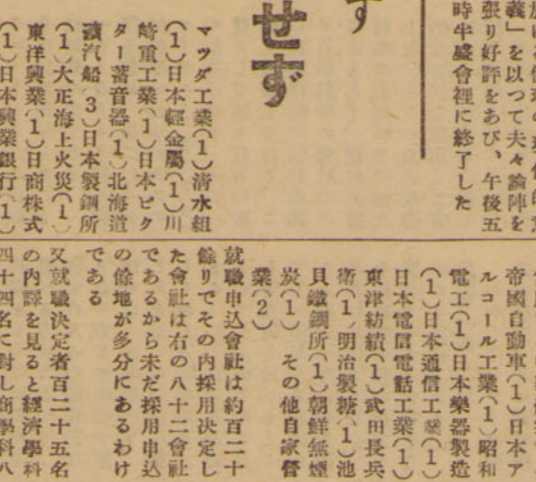 義」を以つて夫々論陣を
張り好評をあび、午後五
時半盛會裡に終了した
す
せず
マツダ工業(1)清水組
(1)日本輕金屬(1)川
崎重工業(1)日本ビク
ター蓄音器(1)北海道
汽船(3)日本製鋼所
(1)大正海上火災(1)
東洋興業(1)日商株式
(1)日本興業銀行(1)
帝國自動車(1)日本ア
ルコール工業(1)昭和
電工(1)日本樂器製造
(1)日本通信工業(1)
日本電信電話工業(1)
東津紡績(1)武田長兵
衛(1)明治製糖(1)池
貝鐵鋼所(1)朝鮮無煙
炭(1) その他自家營
業(2)
就職申込會社は約百二十
餘りでその内採用決定し
た會社は右の八十二會社
であるから未だ採用申込
の餘地が多分にあるわけ
である
又就職決定者百二十五名
の内譯を見ると經濟學科
四十四名に對し商學科八